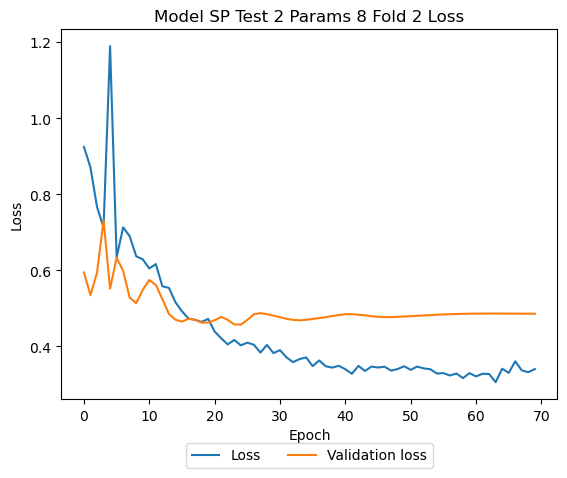 Model SP Test 2 Params 8 Fold 2 Loss
1.2
1.0
0.8
0.6
0.4
Loss
0 10 20 30 40 50 60 70
Epoch
Loss Validation loss